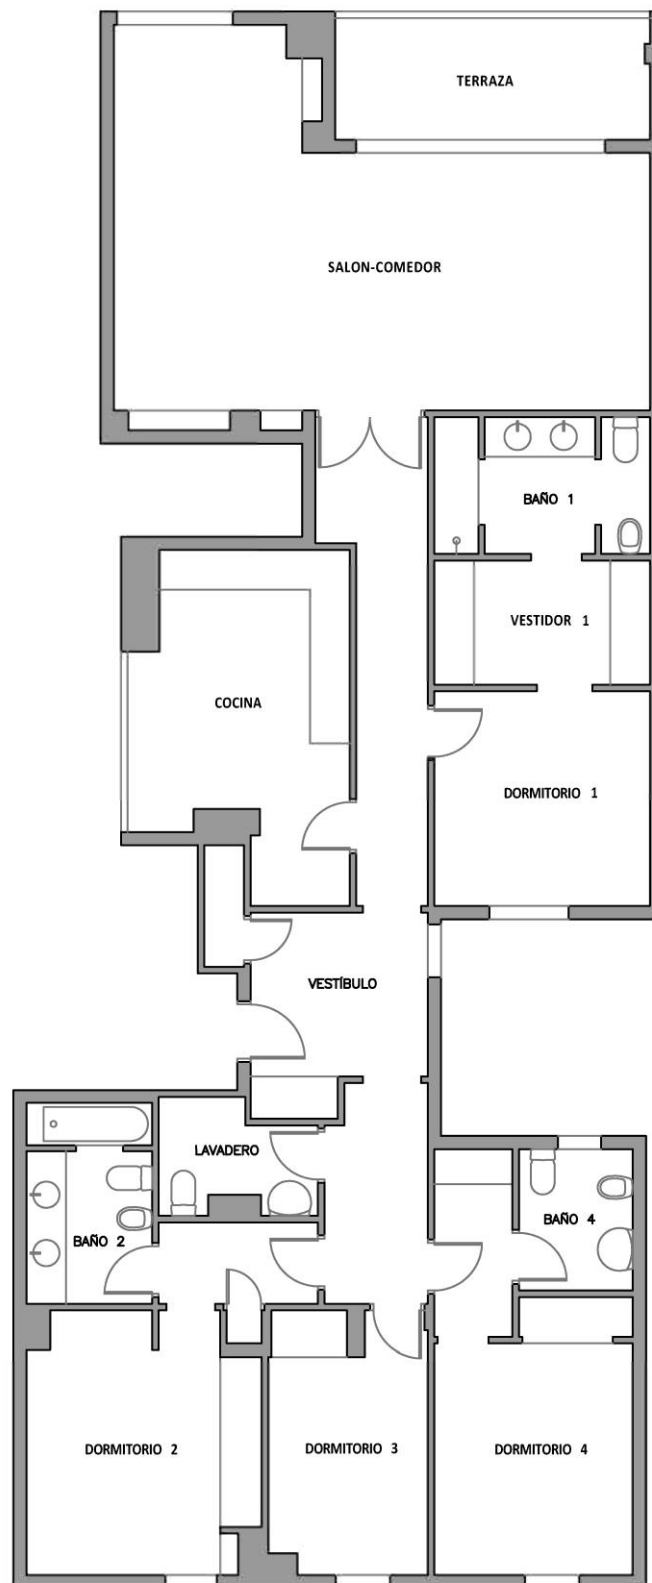 TERRAZA
SALON-COMEDOR
BAÑO 1
VESTIDOR 1
COCINA
DORMITORIO 1
VESTÍBULO
LAVADERO
BAÑO 4
BAÑO 2
DORMITORIO 2
DORMITORIO 3
DORMITORIO 4